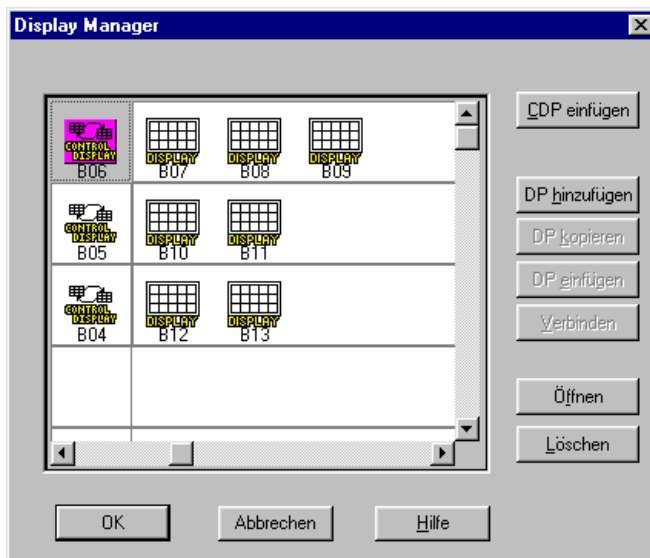 Display Manager
CDP einfügen
CONTROL DISPLAY B06
DISPLAY B07
DISPLAY B08
DISPLAY B09
DP hinzufügen
DP kopieren
CONTROL DISPLAY B05
DISPLAY B10
DISPLAY B11
DP einfügen
Verbinden
CONTROL DISPLAY B04
DISPLAY B12
DISPLAY B13
Öffnen
Löschen
OK
Abbrechen
Hilfe